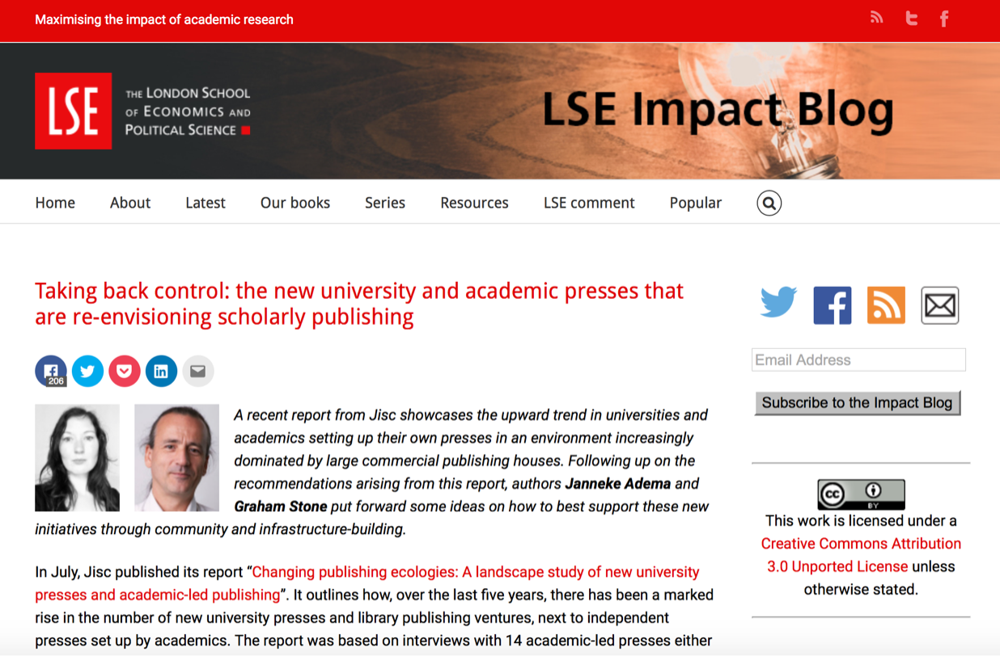 Maximising the impact of academic research
LSE
THE LONDON SCHOOL
OF ECONOMICS AND
POLITICAL SCIENCE
LSE Impact Blog
Home About Latest Our books Series Resources LSE comment Popular
Taking back control: the new university and academic presses that
are re-envisioning scholarly publishing
206
A recent report from Jisc showcases the upward trend in universities and
academics setting up their own presses in an environment increasingly
dominated by large commercial publishing houses. Following up on the
recommendations arising from this report, authors Janneke Adema and
Graham Stone put forward some ideas on how to best support these new
initiatives through community and infrastructure-building.
In July, Jisc published its report “Changing publishing ecologies: A landscape study of new university
presses and academic-led publishing”. It outlines how, over the last five years, there has been a marked
rise in the number of new university presses and library publishing ventures, next to independent
presses set up by academics. The report was based on interviews with 14 academic-led presses either
Email Address
Subscribe to the Impact Blog
cc
BY
This work is licensed under a
Creative Commons Attribution
3.0 Unported License unless
otherwise stated.